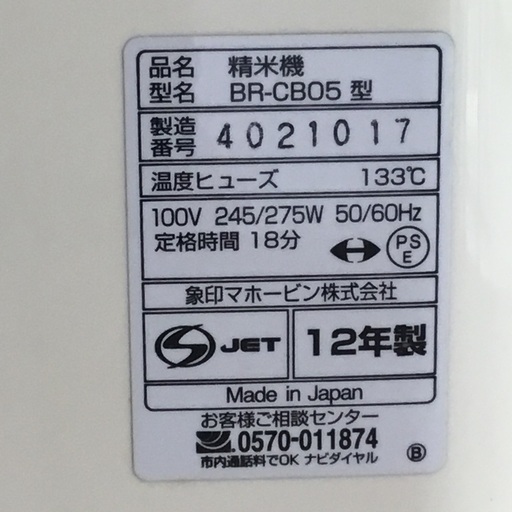 品名 精米機
型名 BR-CB05型
製造番号 4021017
温度ヒューズ 133℃
100V 245/275W 50/60Hz
定格時間 18分
PS
E
象印マホービン株式会社
S JET 12年製
Made in Japan
お客様ご相談センター
0570-011874
市内通話料でOK ナビダイヤル Ⓑ